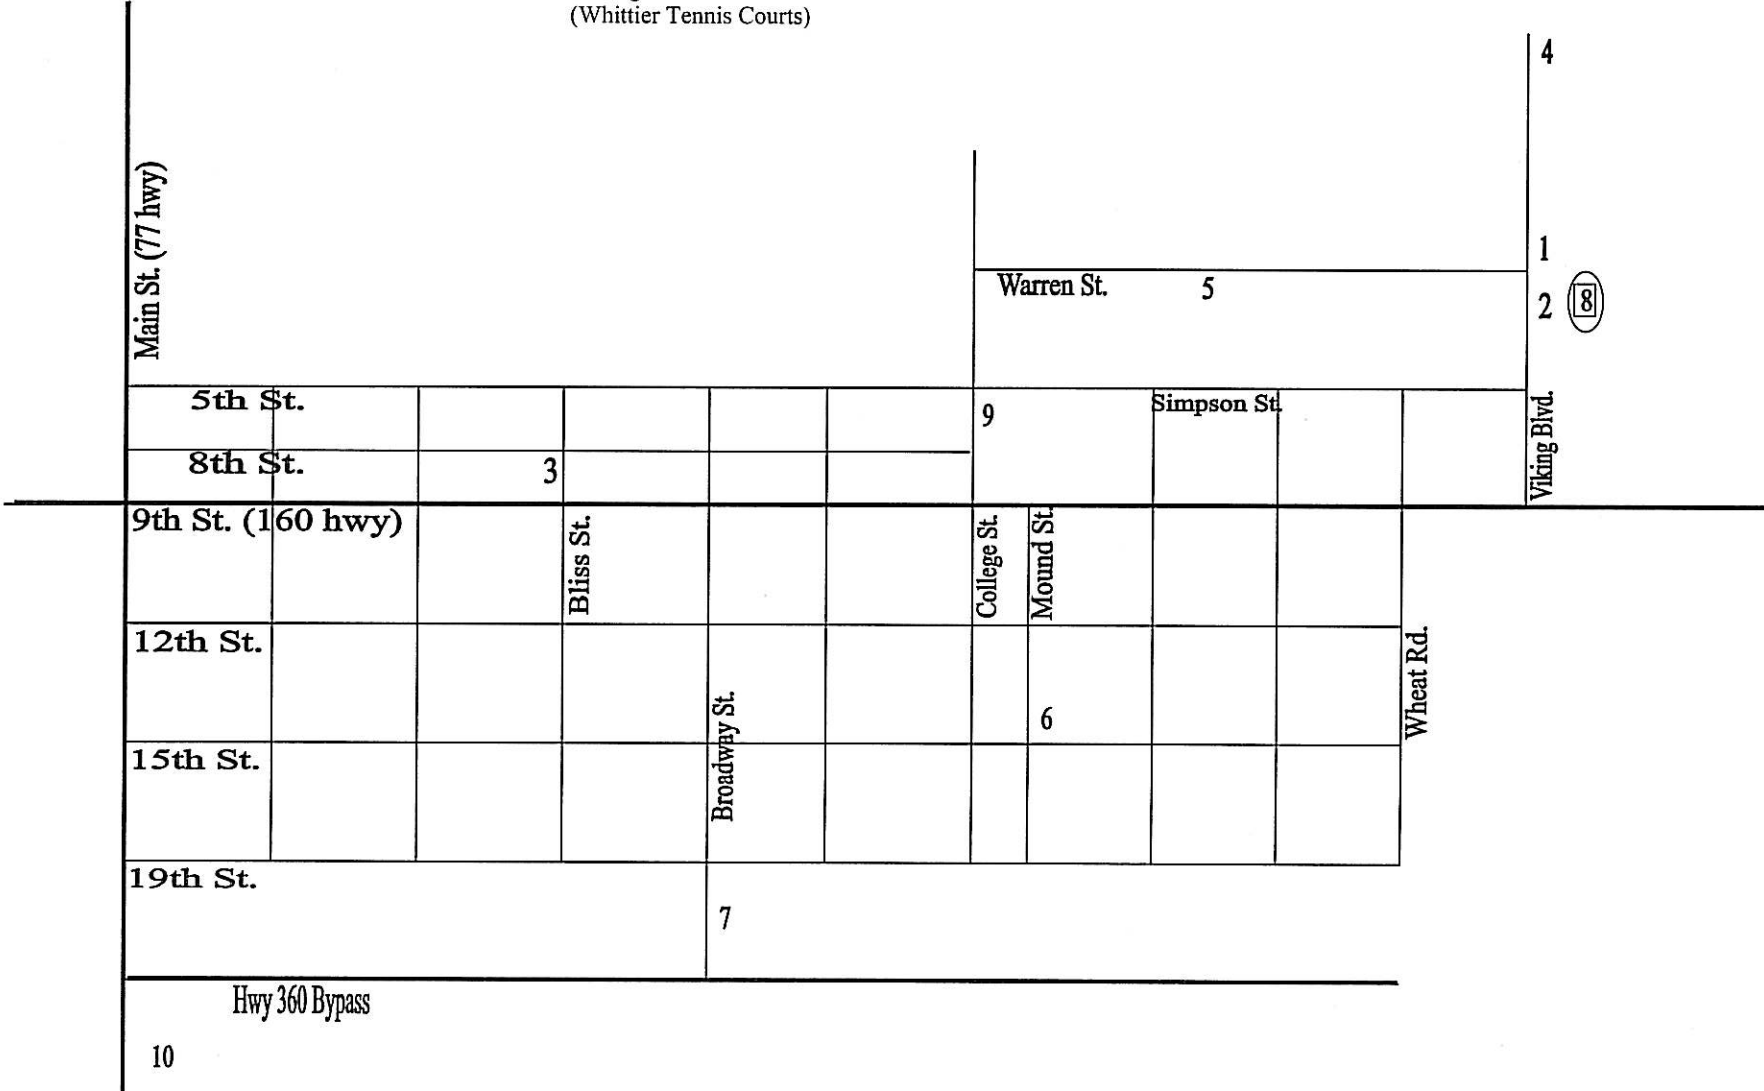 (Whittier Tennis Courts)
4
Main St. (77 hwy)
1
Warren St.
5
2
8
5th St.
9
Simpson St.
Viking Blvd.
8th St.
3
9th St. (160 hwy)
Bliss St.
College St.
Mound St.
12th St.
Wheat Rd.
Broadway St.
6
15th St.
19th St.
7
Hwy 360 Bypass
10